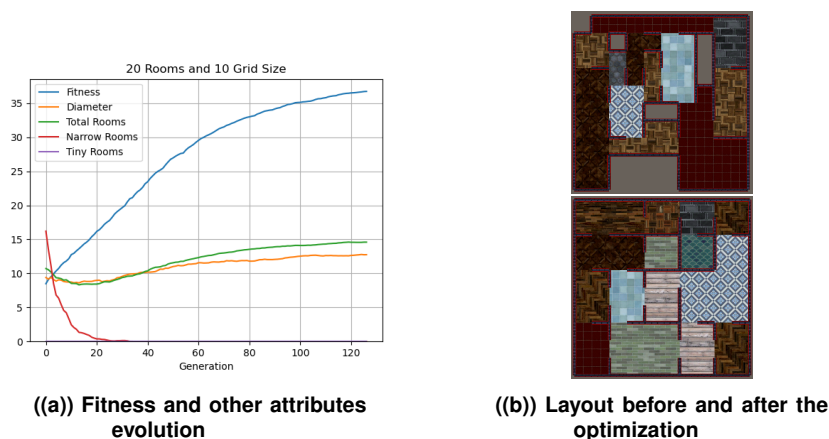 20 Rooms and 10 Grid Size
Fitness
Diameter
Total Rooms
Narrow Rooms
Tiny Rooms
35
30
25
20
15
10
5
0
0 20 40 60 80 100 120
Generation
((a)) Fitness and other attributes
evolution
((b)) Layout before and after the
optimization